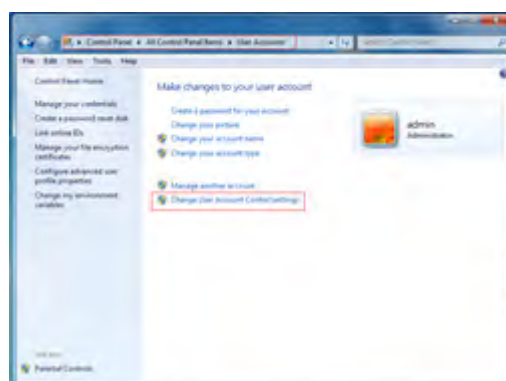 Control Panel ▸ All Control Panel Items ▸ User Accounts
File Edit View Tools Help
Control Panel Home
Manage your credentials
Create a password reset disk
Link online IDs
Manage your file encryption
certificates
Configure advanced user
profile properties
Change my environment
variables
See also
Parental Controls
Make changes to your user account
Create a password for your account
Change your picture
Change your account name
Change your account type
Manage another account
Change User Account Control settings
admin
Administrator